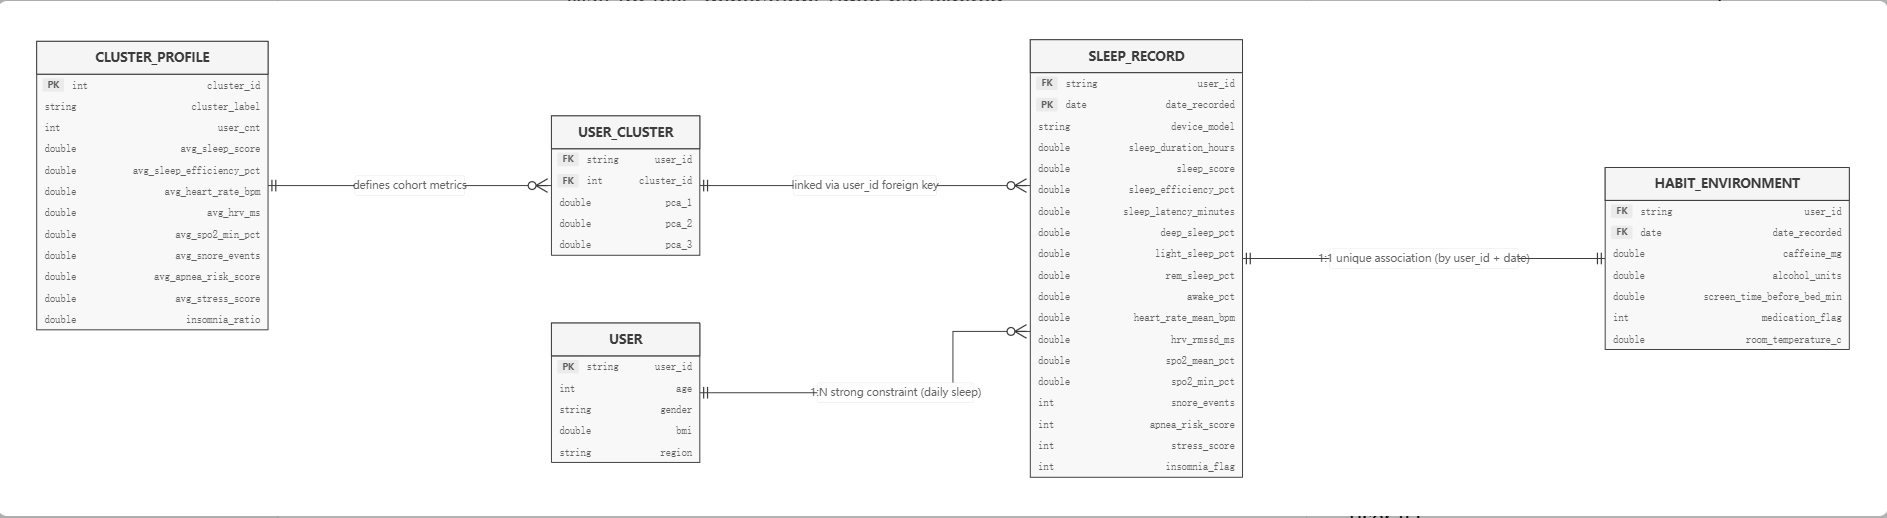 CLUSTER_PROFILE
PK int cluster_id
string cluster_label
int user_cnt
double avg_sleep_score
double avg_sleep_efficiency_pct
double avg_heart_rate_bpm
double avg_hrv_ms
double avg_spo2_min_pct
double avg_snore_events
double avg_apnea_risk_score
double avg_stress_score
double insomnia_ratio
defines cohort metrics
USER_CLUSTER
FK string user_id
FK int cluster_id
double pca_1
double pca_2
double pca_3
linked via user_id foreign key
USER
PK string user_id
int age
string gender
double bmi
string region
1:N strong constraint (daily sleep)
SLEEP_RECORD
FK string user_id
PK date date_recorded
string device_model
double sleep_duration_hours
double sleep_score
double sleep_efficiency_pct
double sleep_latency_minutes
double deep_sleep_pct
double light_sleep_pct
double rem_sleep_pct
double awake_pct
double heart_rate_mean_bpm
double hrv_rmssd_ms
double spo2_mean_pct
double spo2_min_pct
int snore_events
int apnea_risk_score
int stress_score
int insomnia_flag
1:1 unique association (by user_id + date)
HABIT_ENVIRONMENT
FK string user_id
FK date date_recorded
double caffeine_mg
double alcohol_units
double screen_time_before_bed_min
int medication_flag
double room_temperature_c